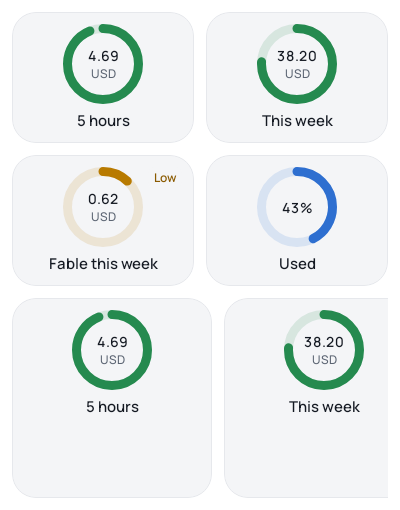 4.69
USD
5 hours
38.20
USD
This week
0.62
USD
Low
Fable this week
43%
Used
4.69
USD
5 hours
38.20
USD
This week